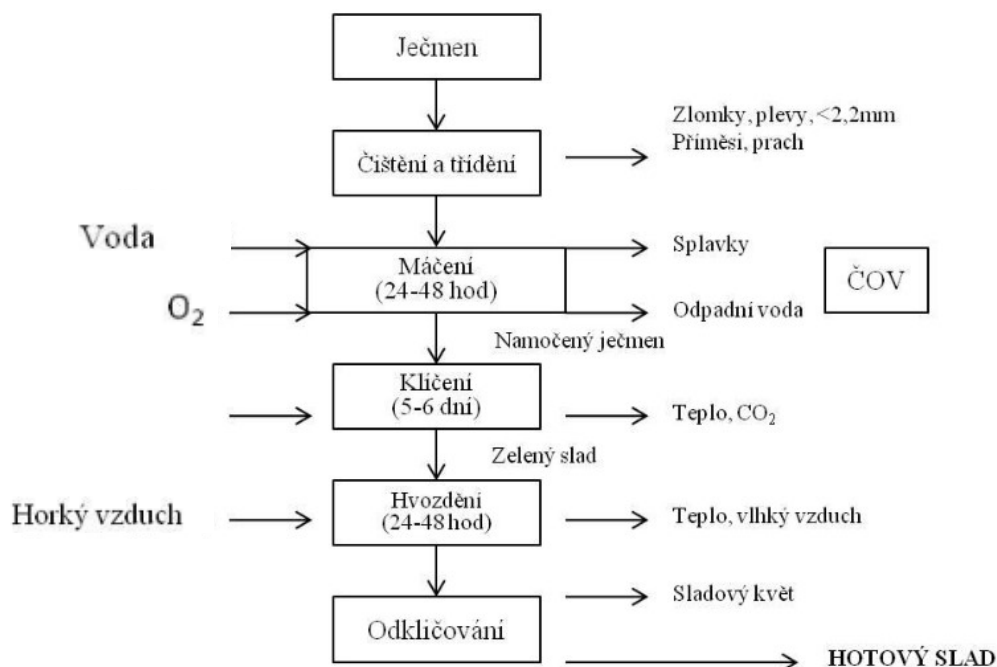 Ječmen
Zlomky, plevy, <2,2mm
Příměsi, prach
Čištění a třídění
Voda
Splavky
Máčení
(24-48 hod)
ČOV
O₂
Odpadní voda
Namočený ječmen
Klíčení
(5-6 dní)
Teplo, CO₂
Zelený slad
Hvozdění
(24-48 hod)
Horký vzduch
Teplo, vlhký vzduch
Sladový květ
Odkličování
HOTOVÝ SLAD